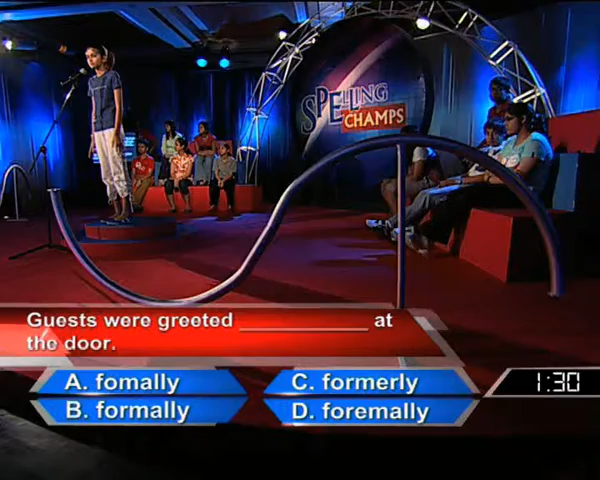 SPELLING
CHAMPS
Guests were greeted ___________ at
the door.
A. fomally
C. formerly
1:30
B. formally
D. foremally